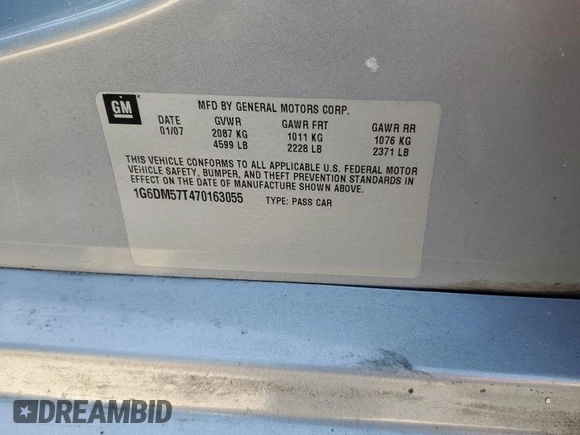 GM
MFD BY GENERAL MOTORS CORP.
DATE GVWR GAWR FRT GAWR RR
01/07 2087 KG 1011 KG 1076 KG
4599 LB 2228 LB 2371 LB
THIS VEHICLE CONFORMS TO ALL APPLICABLE U.S. FEDERAL MOTOR
VEHICLE SAFETY, BUMPER, AND THEFT PREVENTION STANDARDS IN
EFFECT ON THE DATE OF MANUFACTURE SHOWN ABOVE.
1G6DM57T470163055 TYPE: PASS CAR
DREAMBID